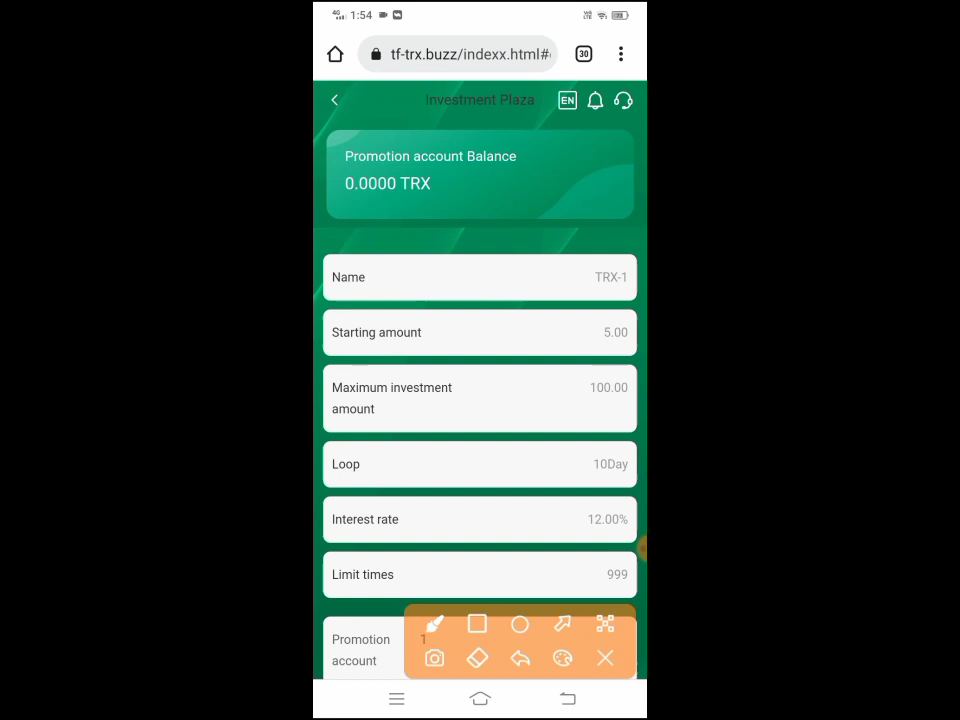 4G 1:54
30
tf-trx.buzz/indexx.html#
Investment Plaza EN
Promotion account Balance
0.0000 TRX
Name TRX-1
Starting amount 5.00
Maximum investment 100.00
amount
Loop 10Day
Interest rate 12.00%
Limit times 999
Promotion 1
account